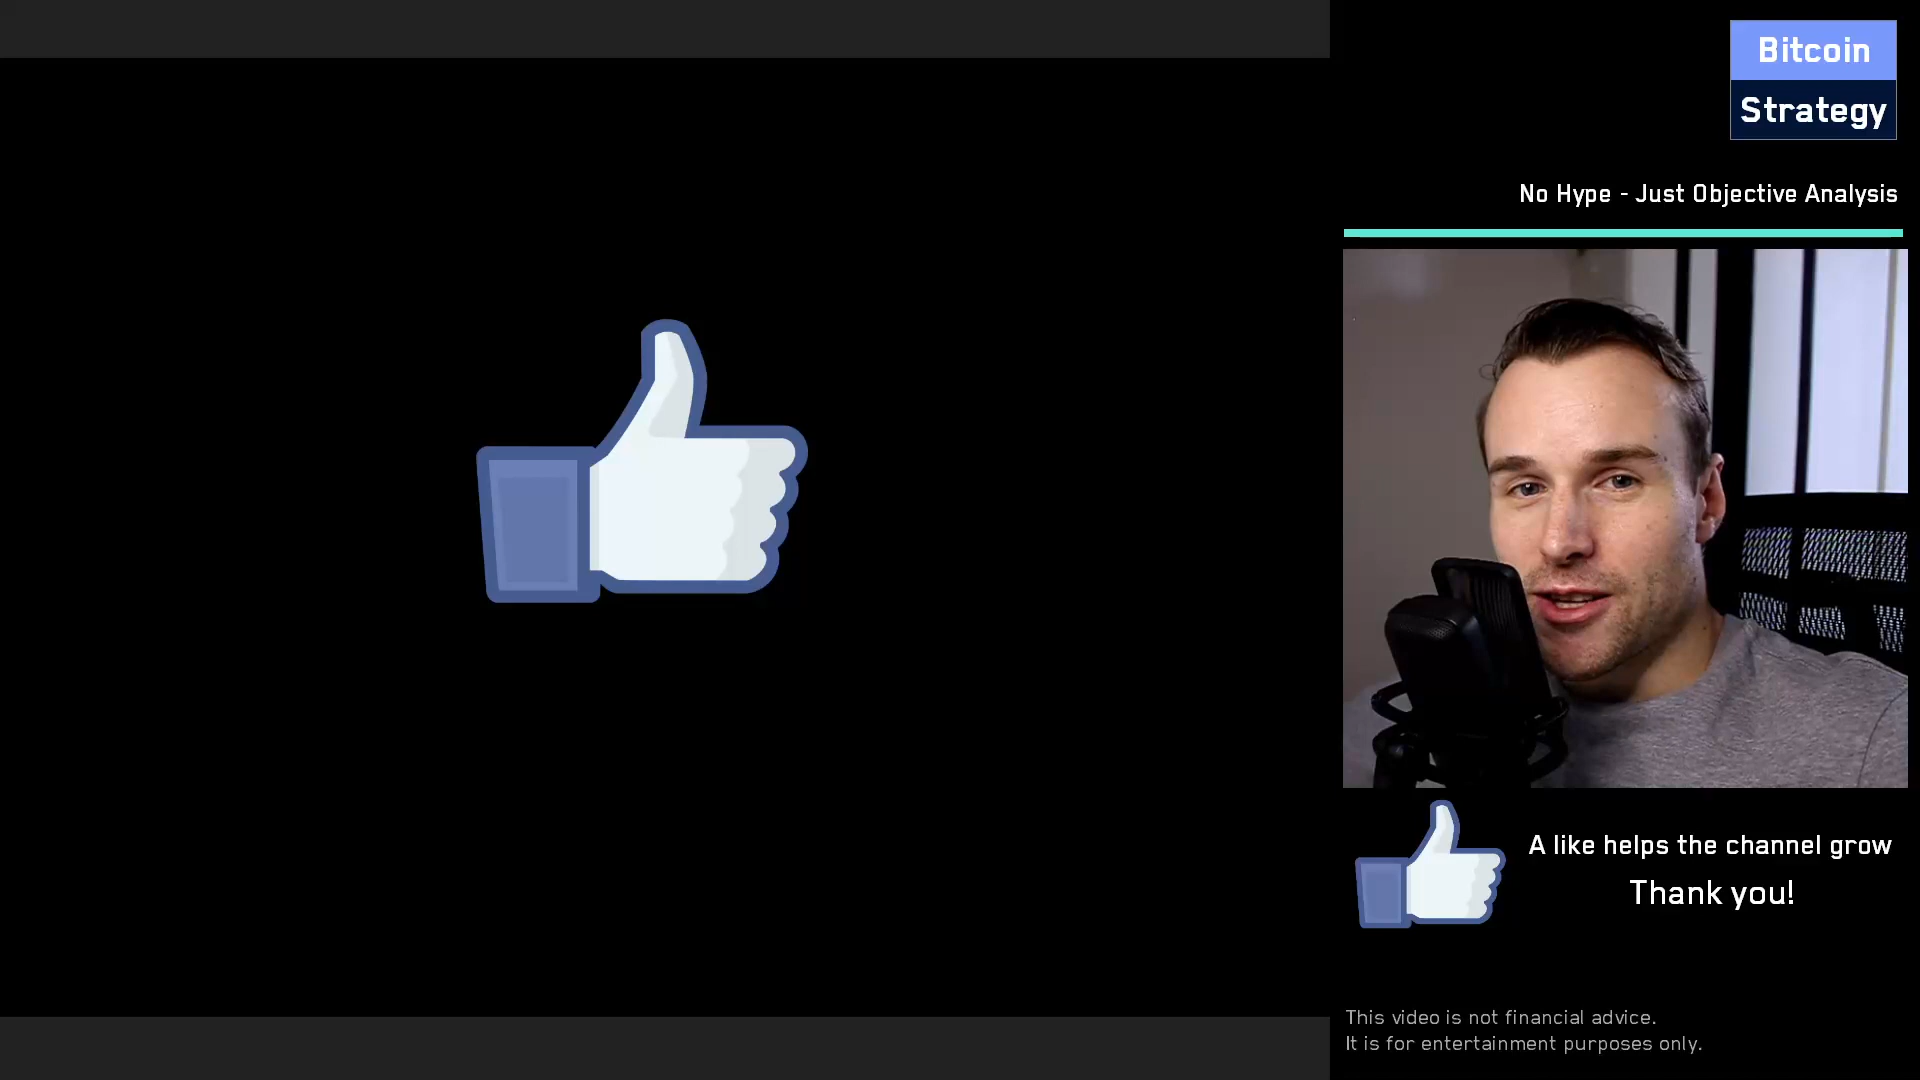 Bitcoin
Strategy
No Hype - Just Objective Analysis
A like helps the channel grow
Thank you!
This video is not financial advice.
It is for entertainment purposes only.